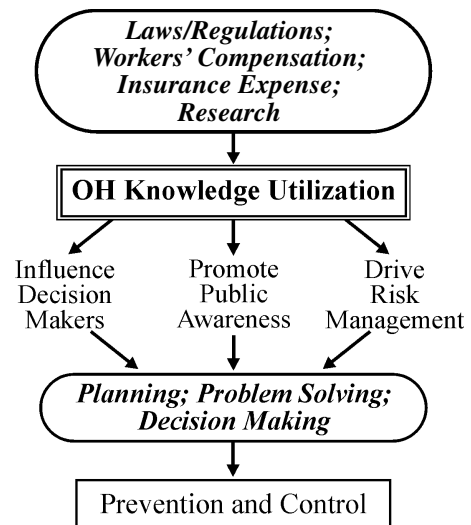 Laws/Regulations;
Workers’ Compensation;
Insurance Expense;
Research
OH Knowledge Utilization
Influence
Decision
Makers
Promote
Public
Awareness
Drive
Risk
Management
Planning; Problem Solving;
Decision Making
Prevention and Control